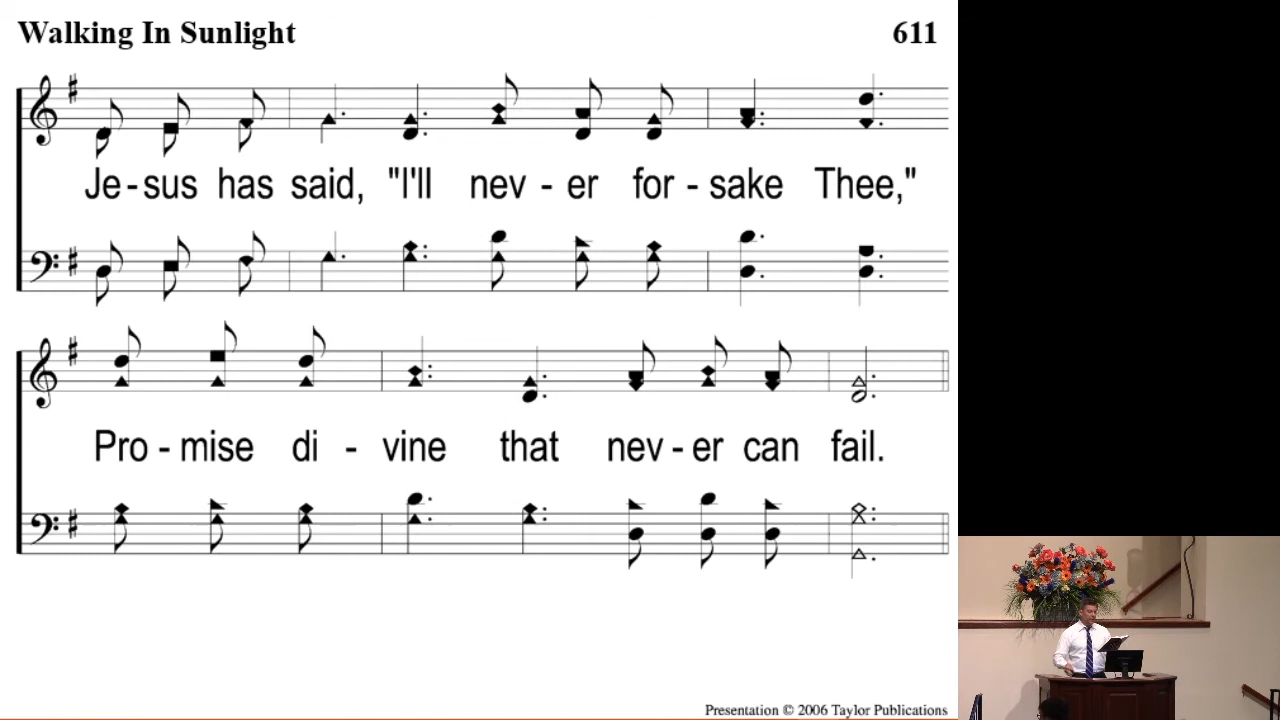 Walking In Sunlight 611
Je - sus has said, "I'll nev - er for - sake Thee,"
Pro - mise di - vine that nev - er can fail.
Presentation © 2006 Taylor Publications